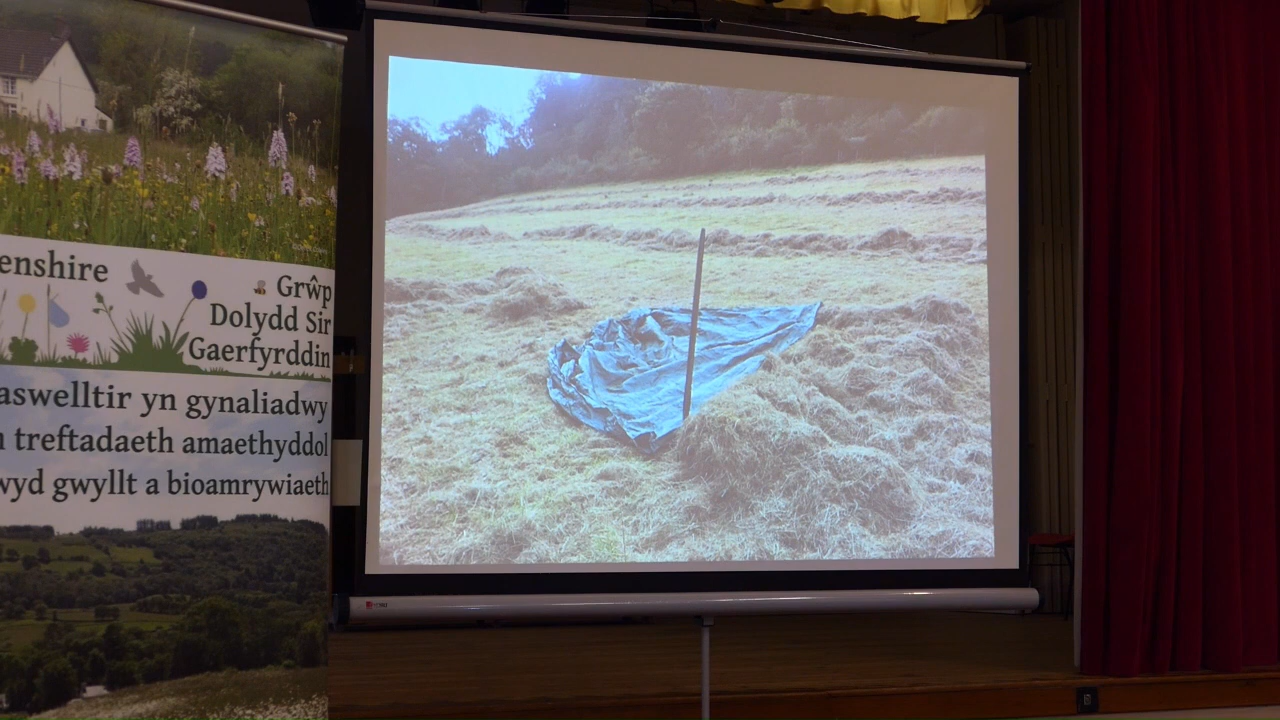 enshire
Grŵp
Dolydd Sir
Gaerfyrddin
aswelltir yn gynaliadwy
treftadaeth amaethyddol
wyd gwyllt a bioamrywiaeth